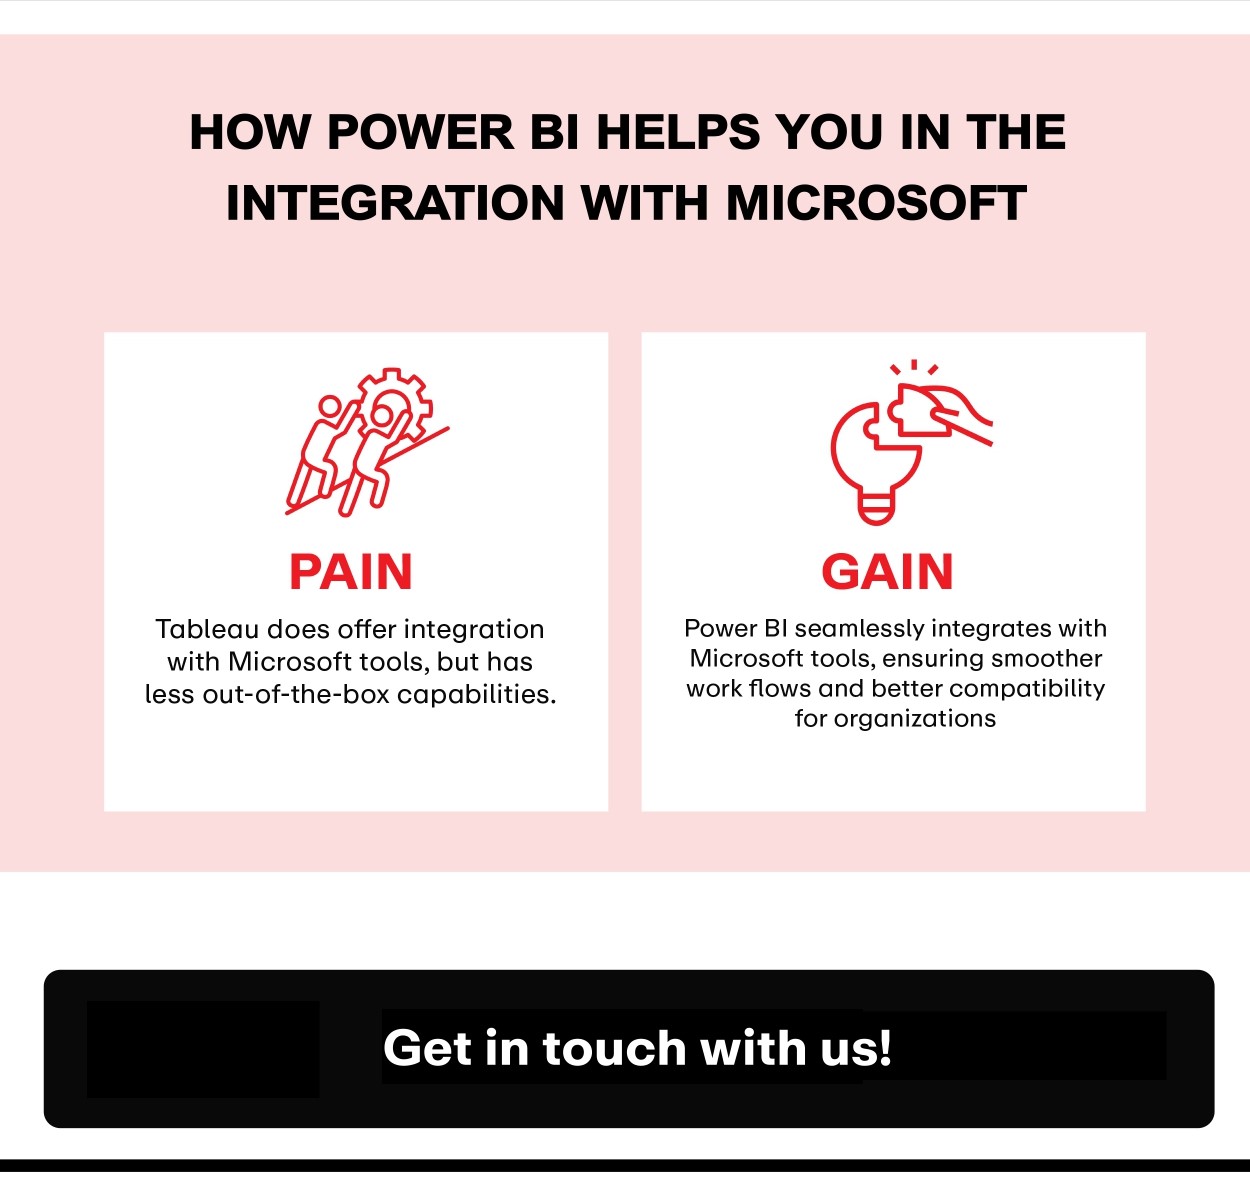 HOW POWER BI HELPS YOU IN THE
INTEGRATION WITH MICROSOFT
PAIN
Tableau does offer integration
with Microsoft tools, but has
less out-of-the-box capabilities.
GAIN
Power BI seamlessly integrates with
Microsoft tools, ensuring smoother
work flows and better compatibility
for organizations
Get in touch with us!